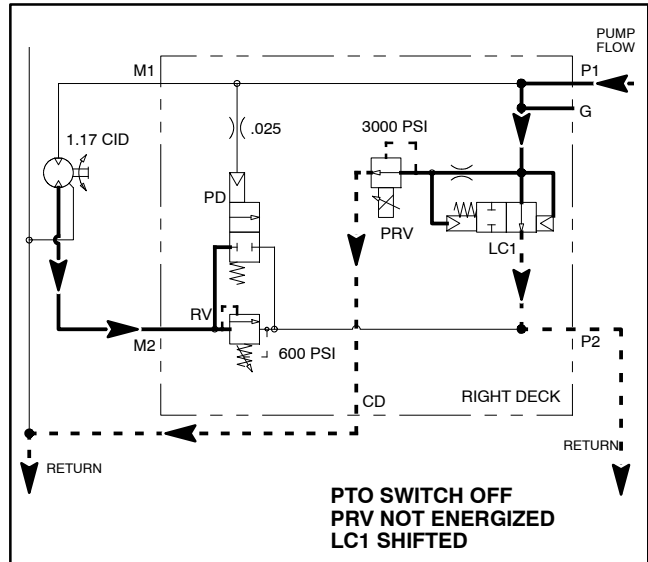 PUMP
FLOW
M1
P1
G
1.17 CID
.025
3000 PSI
PD
PRV
LC1
RV
M2
600 PSI
P2
CD
RIGHT DECK
RETURN
RETURN
PTO SWITCH OFF
PRV NOT ENERGIZED
LC1 SHIFTED